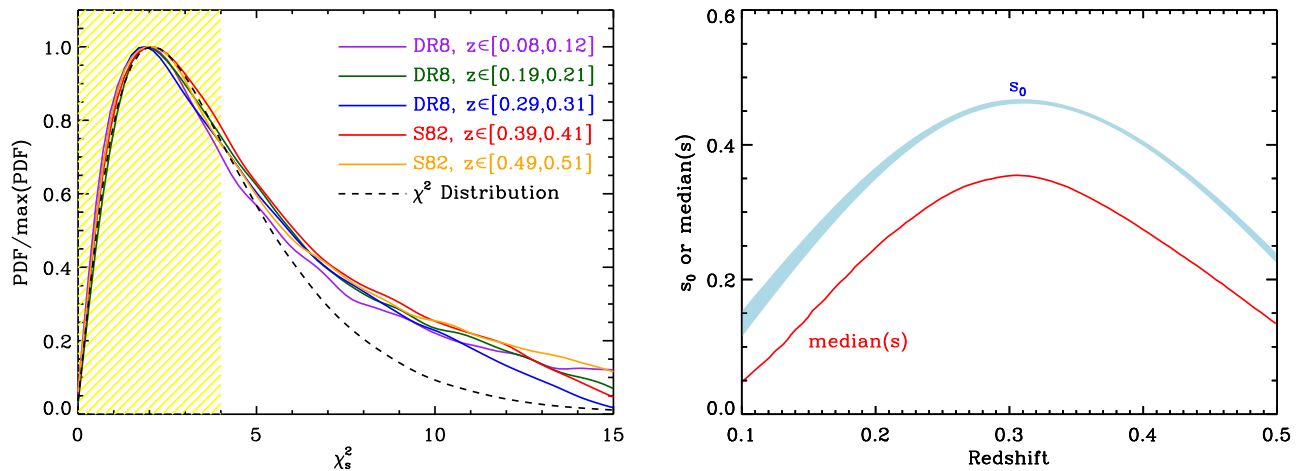 PDF/max(PDF)
1.0
0.8
0.6
0.4
0.2
0.0
DR8, z∈[0.08,0.12]
DR8, z∈[0.19,0.21]
DR8, z∈[0.29,0.31]
S82, z∈[0.39,0.41]
S82, z∈[0.49,0.51]
χ² Distribution
0 5 10 15
χ_s^2
s₀ or median(s)
0.6
0.4
0.2
0.0
s₀
median(s)
0.1 0.2 0.3 0.4 0.5
Redshift